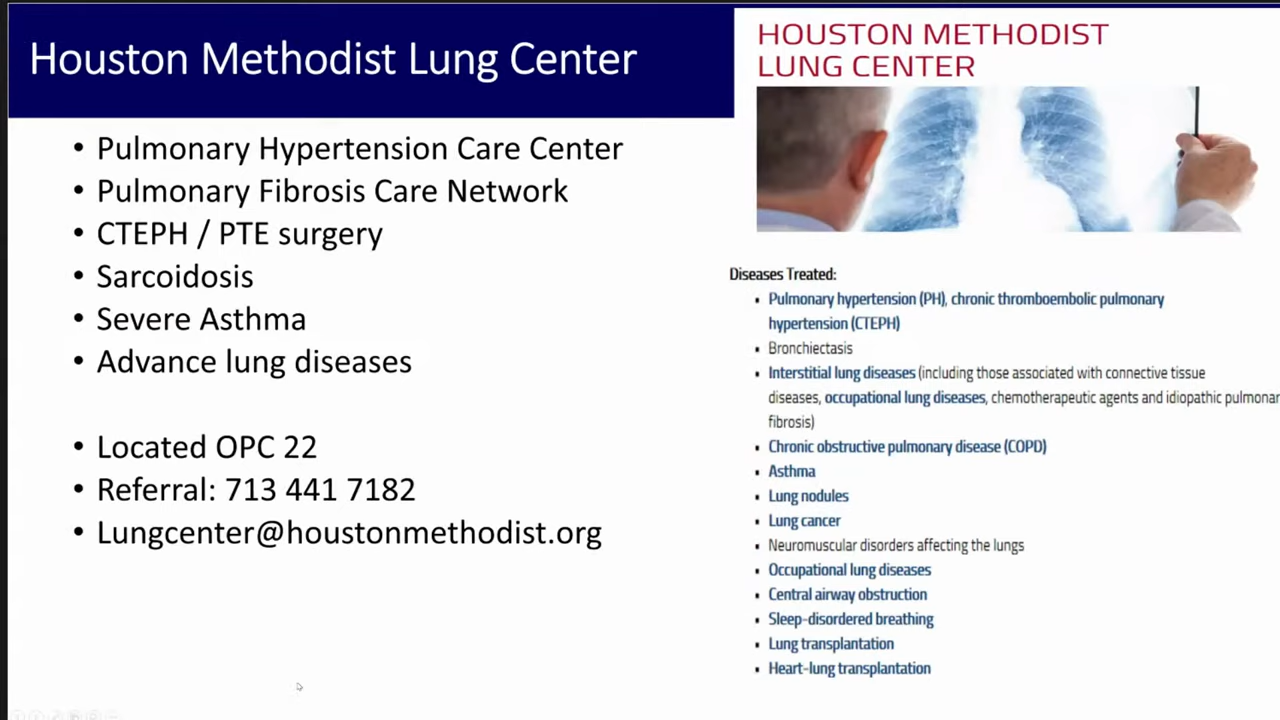 Houston Methodist Lung Center
• Pulmonary Hypertension Care Center
• Pulmonary Fibrosis Care Network
• CTEPH / PTE surgery
• Sarcoidosis
• Severe Asthma
• Advance lung diseases
• Located OPC 22
• Referral: 713 441 7182
• Lungcenter@houstonmethodist.org
HOUSTON METHODIST
LUNG CENTER
Diseases Treated:
▪ Pulmonary hypertension (PH), chronic thromboembolic pulmonary
hypertension (CTEPH)
▪ Bronchiectasis
▪ Interstitial lung diseases (including those associated with connective tissue
diseases, occupational lung diseases, chemotherapeutic agents and idiopathic pulmonar
fibrosis)
▪ Chronic obstructive pulmonary disease (COPD)
▪ Asthma
▪ Lung nodules
▪ Lung cancer
▪ Neuromuscular disorders affecting the lungs
▪ Occupational lung diseases
▪ Central airway obstruction
▪ Sleep-disordered breathing
▪ Lung transplantation
▪ Heart-lung transplantation